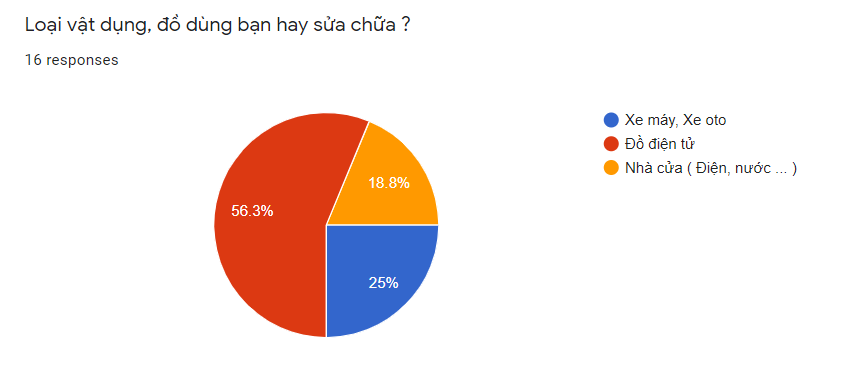 Loại vật dụng, đồ dùng bạn hay sửa chữa ?
16 responses
Xe máy, Xe oto
Đồ điện tử
Nhà cửa ( Điện, nước ... )
18.8%
56.3%
25%